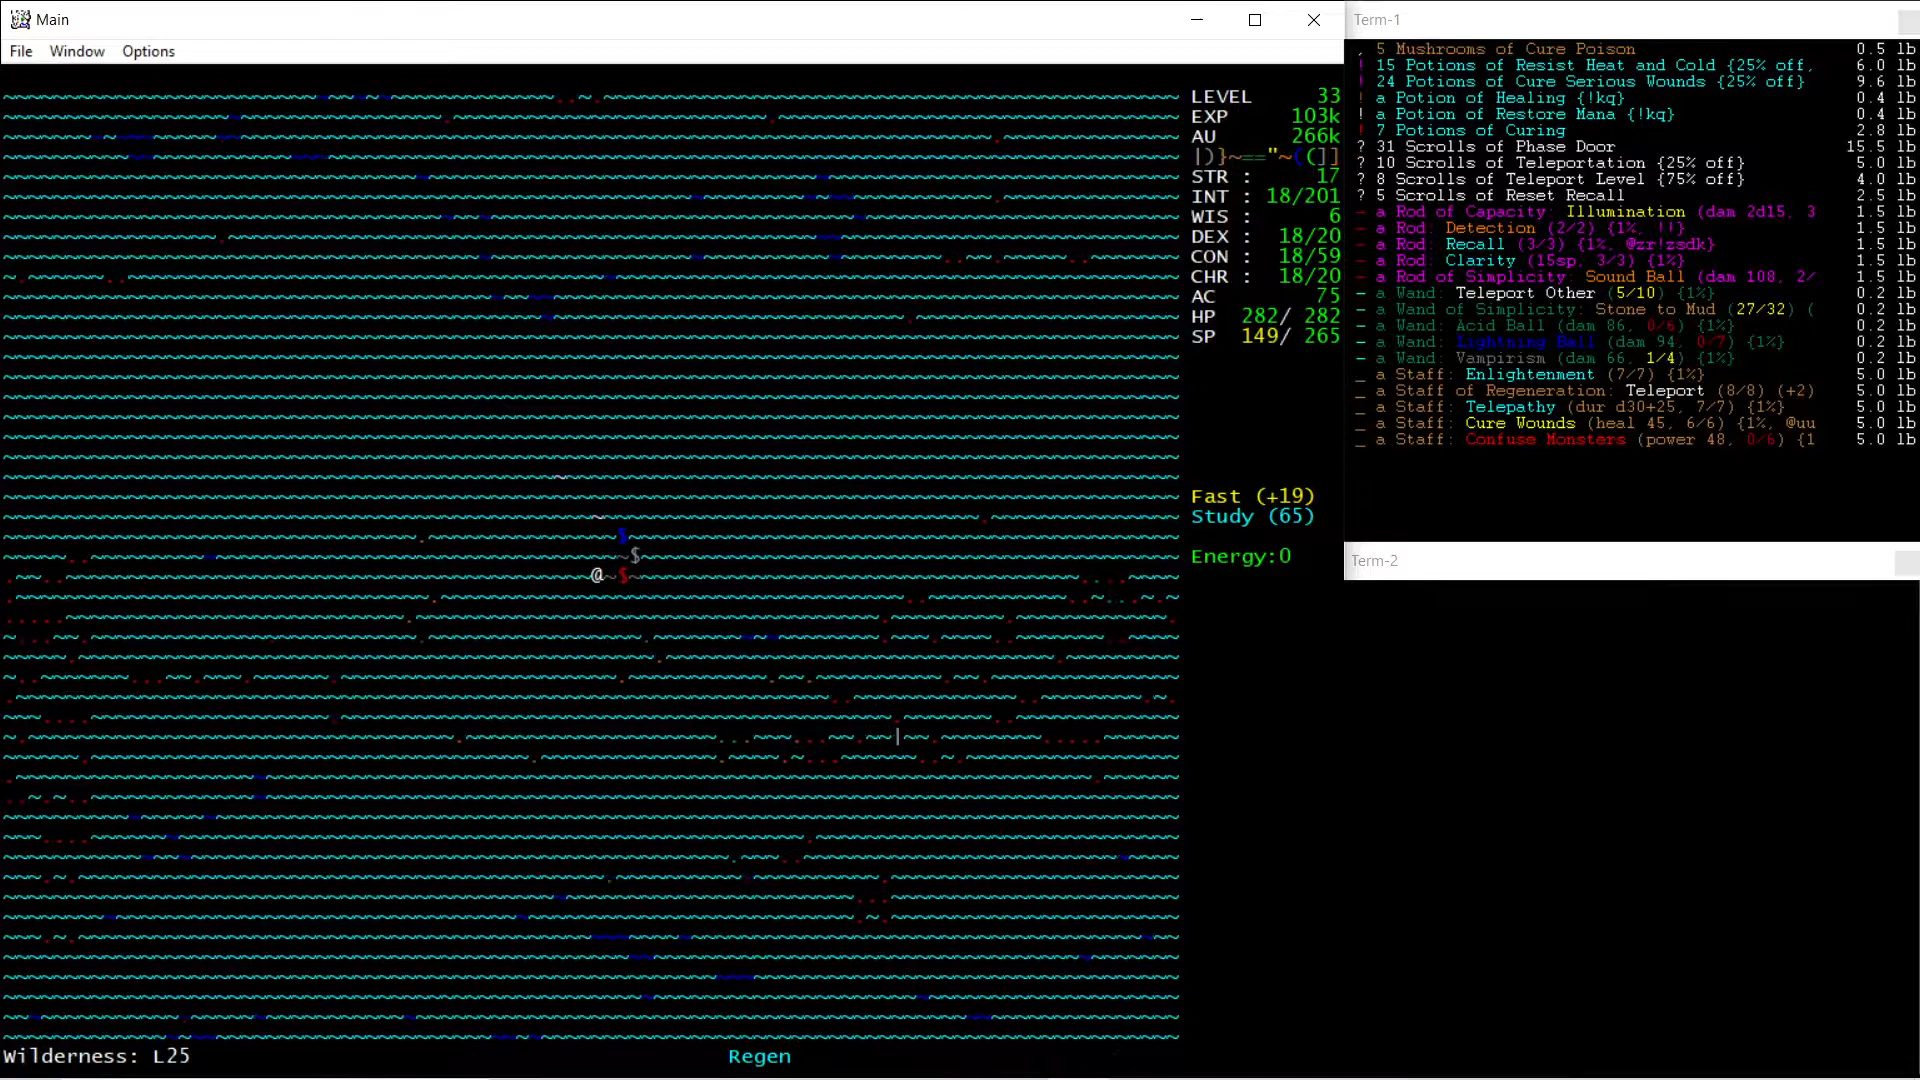 Main
File Window Options
LEVEL 33
EXP 103k
AU 266k
|)}~=="~((]]
STR : 17
INT : 18/201
WIS : 6
DEX : 18/20
CON : 18/59
CHR : 18/20
AC 75
HP 282/ 282
SP 149/ 265
Fast (+19)
Study (65)
Energy:0
Wilderness: L25
Regen
Term-1
, 5 Mushrooms of Cure Poison 0.5 lb
! 15 Potions of Resist Heat and Cold {25% off, 6.0 lb
! 24 Potions of Cure Serious Wounds {25% off} 9.6 lb
! a Potion of Healing {!kq} 0.4 lb
! a Potion of Restore Mana {!kq} 0.4 lb
! 7 Potions of Curing 2.8 lb
? 31 Scrolls of Phase Door 15.5 lb
? 10 Scrolls of Teleportation {25% off} 5.0 lb
? 8 Scrolls of Teleport Level {75% off} 4.0 lb
? 5 Scrolls of Reset Recall 2.5 lb
- a Rod of Capacity: Illumination (dam 2d15, 3 1.5 lb
- a Rod: Detection (2/2) {1%, !!} 1.5 lb
- a Rod: Recall (3/3) {1%, @zr!zsdk} 1.5 lb
- a Rod: Clarity (15sp, 3/3) {1%} 1.5 lb
- a Rod of Simplicity: Sound Ball (dam 108, 2/ 1.5 lb
- a Wand: Teleport Other (5/10) {1%} 0.2 lb
- a Wand of Simplicity: Stone to Mud (27/32) ( 0.2 lb
- a Wand: Acid Ball (dam 86, 0/6) {1%} 0.2 lb
- a Wand: Lightning Ball (dam 94, 0/7) {1%} 0.2 lb
- a Wand: Vampirism (dam 66, 1/4) {1%} 0.2 lb
_ a Staff: Enlightenment (7/7) {1%} 5.0 lb
_ a Staff of Regeneration: Teleport (8/8) (+2) 5.0 lb
_ a Staff: Telepathy (dur d30+25, 7/7) {1%} 5.0 lb
_ a Staff: Cure Wounds (heal 45, 6/6) {1%, @uu 5.0 lb
_ a Staff: Confuse Monsters (power 48, 0/6) {1 5.0 lb
Term-2